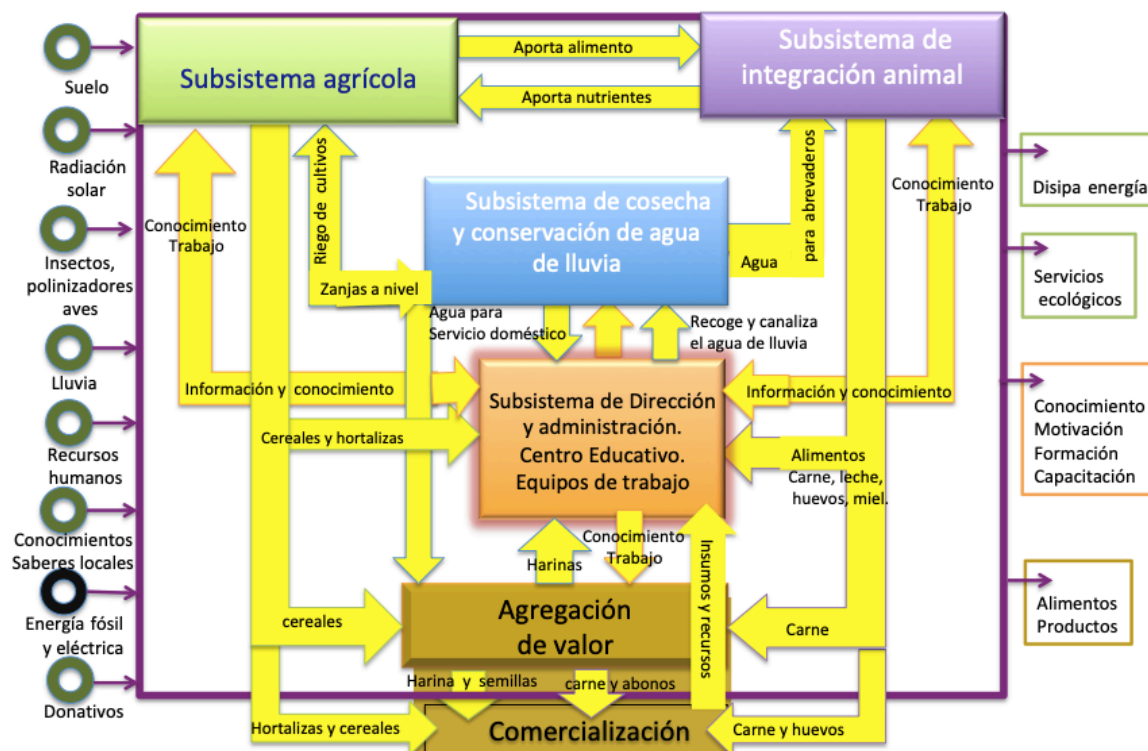 Suelo
Radiación
solar
Insectos,
polinizadores
aves
Lluvia
Recursos
humanos
Conocimientos
Saberes locales
Energía fósil
y eléctrica
Donativos
Subsistema agrícola
Aporta alimento
Aporta nutrientes
Subsistema de
integración animal
Conocimiento
Trabajo
Riego de cultivos
Zanjas a nivel
Subsistema de cosecha
y conservación de agua
de lluvia
Agua
para abrevaderos
Conocimiento
Trabajo
Agua para
Servicio doméstico
Recoge y canaliza
el agua de lluvia
Información y conocimiento
Subsistema de Dirección
y administración.
Centro Educativo.
Equipos de trabajo
Información y conocimiento
Cereales y hortalizas
Alimentos
Carne, leche,
huevos, miel.
Harinas
Conocimiento
Trabajo
Insumos y recursos
cereales
Agregación
de valor
Carne
Harina y semillas
carne y abonos
Hortalizas y cereales
Comercialización
Carne y huevos
Disipa energía
Servicios
ecológicos
Conocimiento
Motivación
Formación
Capacitación
Alimentos
Productos